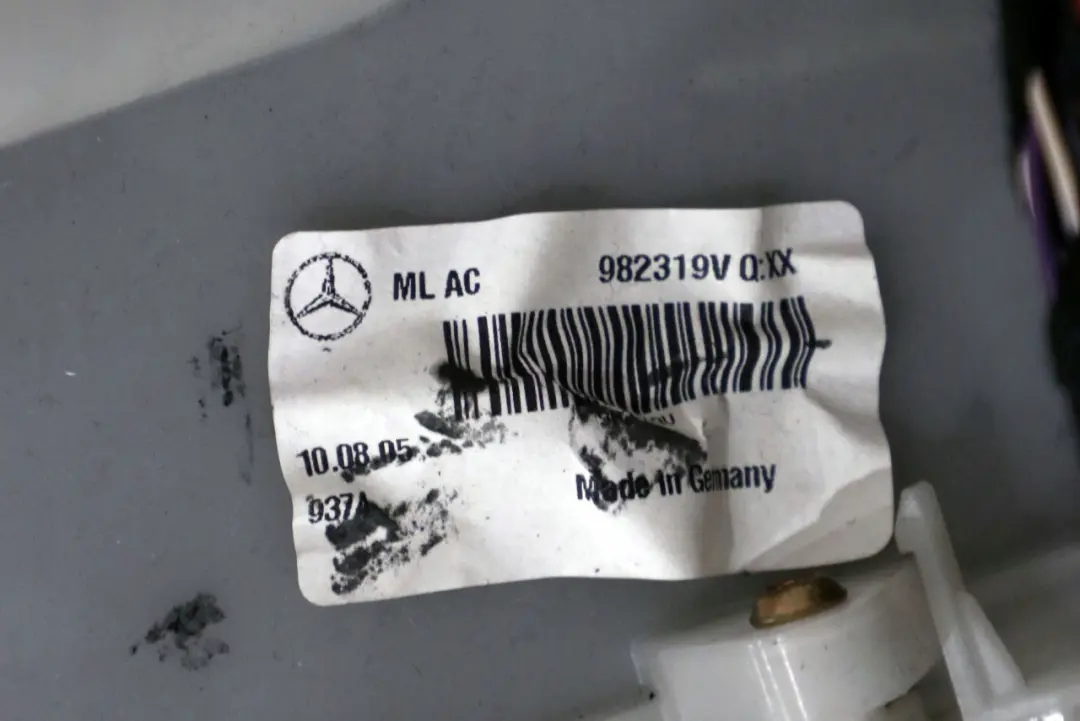 ML AC 982319V Q:XX
10.08.05
937A
Made in Germany